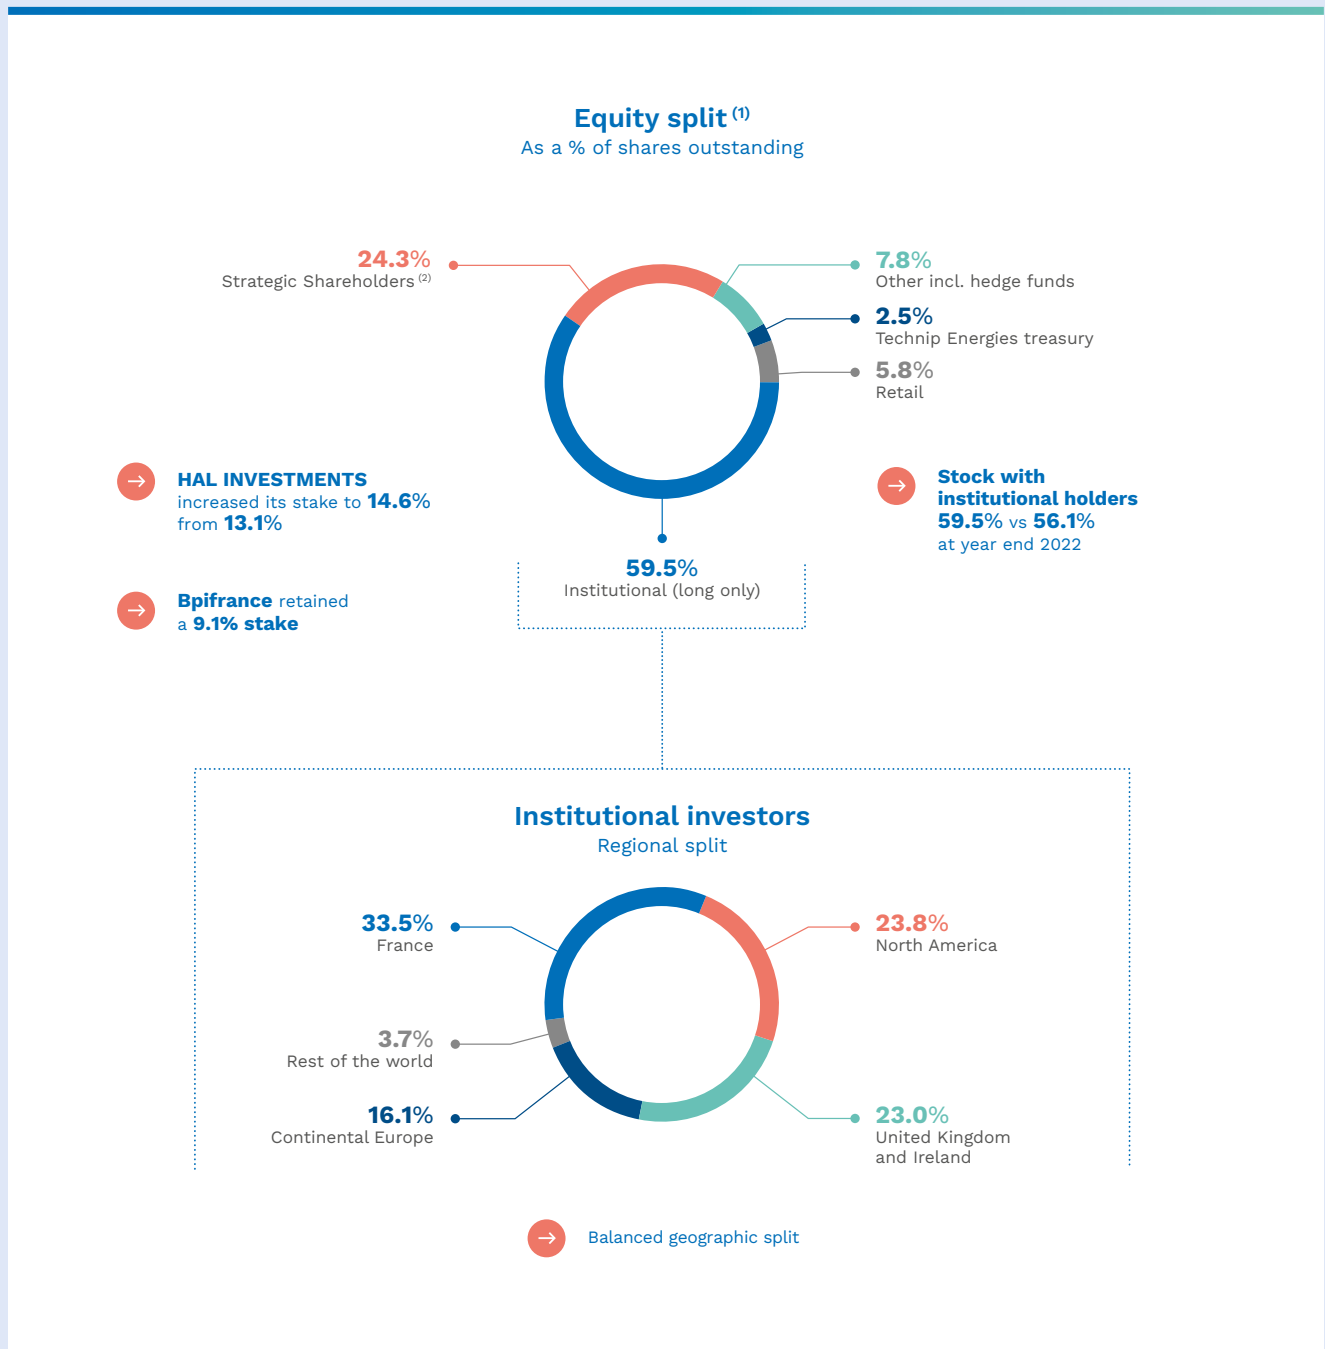 Equity split (1)
As a % of shares outstanding
24.3%
Strategic Shareholders (2)
7.8%
Other incl. hedge funds
2.5%
Technip Energies treasury
5.8%
Retail
HAL INVESTMENTS
increased its stake to 14.6%
from 13.1%
Stock with
institutional holders
59.5% vs 56.1%
at year end 2022
59.5%
Institutional (long only)
Bpifrance retained
a 9.1% stake
Institutional investors
Regional split
33.5%
France
23.8%
North America
3.7%
Rest of the world
16.1%
Continental Europe
23.0%
United Kingdom
and Ireland
Balanced geographic split